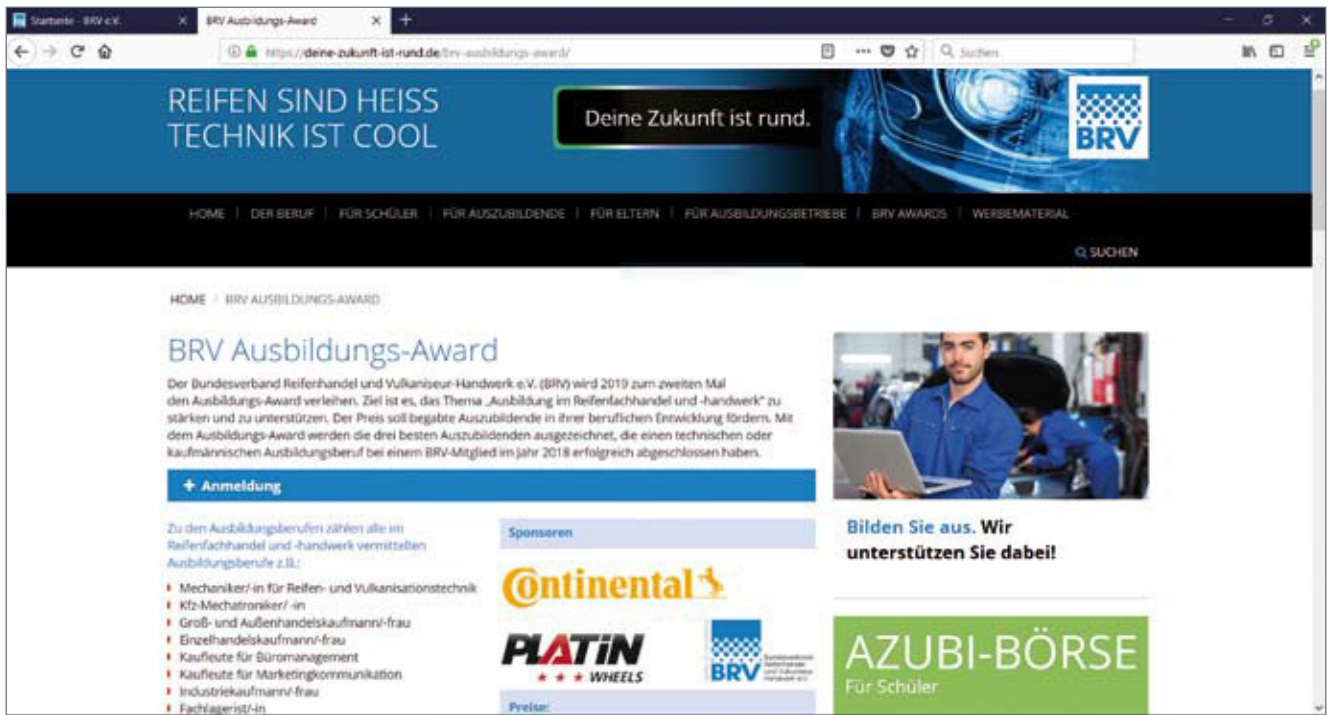 Startseite - BRV e.V.
BRV Ausbildungs-Award
https://deine-zukunft-ist-rund.de/brv-ausbildungs-award/
Suchen
REIFEN SIND HEISS
TECHNIK IST COOL
Deine Zukunft ist rund.
BRV
HOME | DER BERUF | FÜR SCHÜLER | FÜR AUSZUBILDENDE | FÜR ELTERN | FÜR AUSBILDUNGSBETRIEBE | BRV AWARDS | WERBEMATERIAL
SUCHEN
HOME / BRV AUSBILDUNGS-AWARD
BRV Ausbildungs-Award
Der Bundesverband Reifenhandel und Vulkaniseur-Handwerk e.V. (BRV) wird 2019 zum zweiten Mal
den Ausbildungs-Award verleihen. Ziel ist es, das Thema „Ausbildung im Reifenfachhandel und -handwerk" zu
stärken und zu unterstützen. Der Preis soll begabte Auszubildende in ihrer beruflichen Entwicklung fördern. Mit
dem Ausbildungs-Award werden die drei besten Auszubildenden ausgezeichnet, die einen technischen oder
kaufmännischen Ausbildungsberuf bei einem BRV-Mitglied im Jahr 2018 erfolgreich abgeschlossen haben.
+ Anmeldung
Zu den Ausbildungsberufen zählen alle im
Reifenfachhandel und -handwerk vermittelten
Ausbildungsberufe z.B.:
Mechaniker/-in für Reifen- und Vulkanisationstechnik
Kfz-Mechatroniker/ -in
Groß- und Außenhandelskaufmann/-frau
Einzelhandelskaufmann/-frau
Kaufleute für Büromanagement
Kaufleute für Marketingkommunikation
Industriekaufmann/-frau
Fachlagerist/-in
Sponsoren
Continental
PLATIN
WHEELS
BRV
Bundesverband
Reifenhandel
und Vulkaniseur-
Handwerk e.V.
Preise:
Bilden Sie aus. Wir
unterstützen Sie dabei!
AZUBI-BÖRSE
Für Schüler